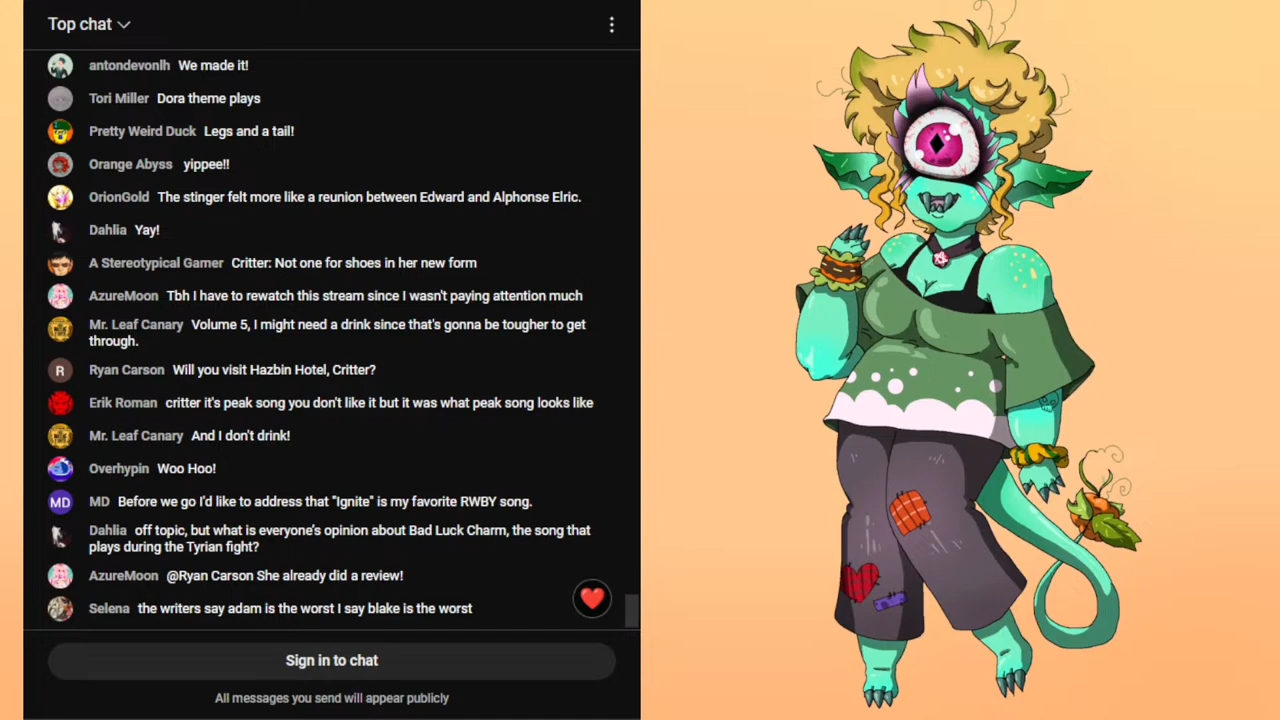 Top chat
antondevonlh We made it!
Tori Miller Dora theme plays
Pretty Weird Duck Legs and a tail!
Orange Abyss yippee!!
OrionGold The stinger felt more like a reunion between Edward and Alphonse Elric.
Dahlia Yay!
A Stereotypical Gamer Critter: Not one for shoes in her new form
AzureMoon Tbh I have to rewatch this stream since I wasn't paying attention much
Mr. Leaf Canary Volume 5, I might need a drink since that's gonna be tougher to get
through.
R Ryan Carson Will you visit Hazbin Hotel, Critter?
Erik Roman critter it's peak song you don't like it but it was what peak song looks like
Mr. Leaf Canary And I don't drink!
Overhypin Woo Hoo!
MD MD Before we go I'd like to address that "Ignite" is my favorite RWBY song.
Dahlia off topic, but what is everyone's opinion about Bad Luck Charm, the song that
plays during the Tyrian fight?
AzureMoon @Ryan Carson She already did a review!
Selena the writers say adam is the worst I say blake is the worst
Sign in to chat
All messages you send will appear publicly